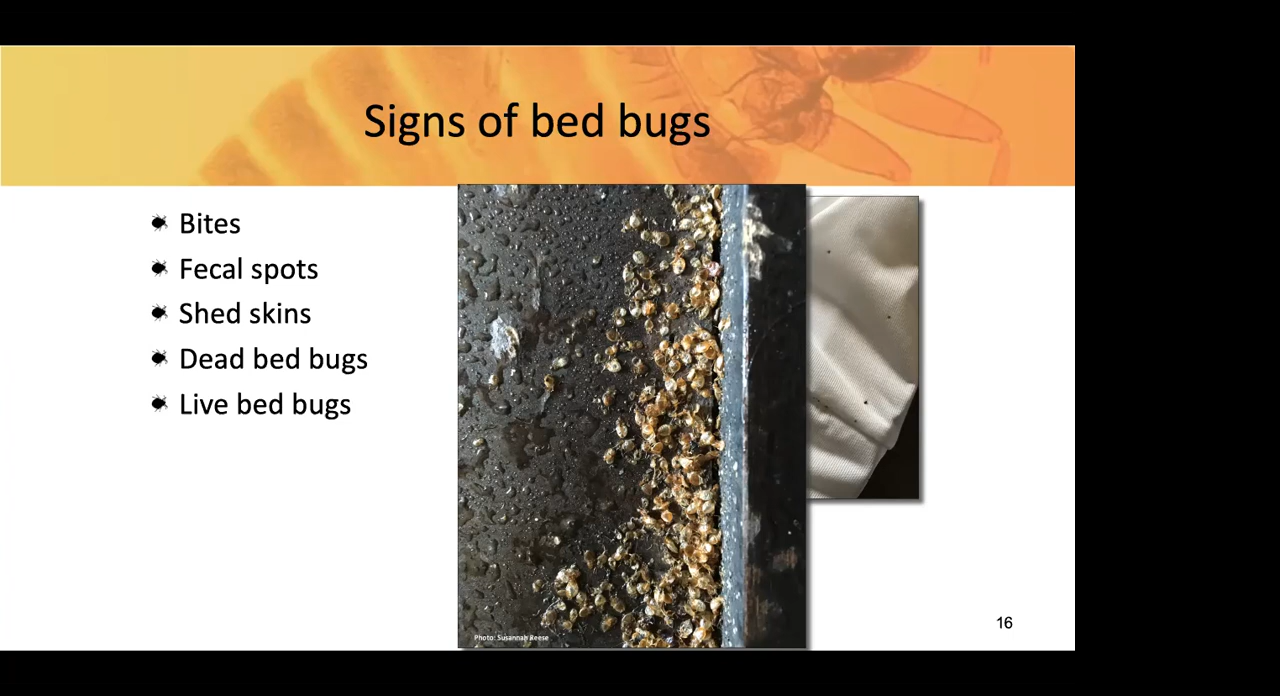 Signs of bed bugs
Bites
Fecal spots
Shed skins
Dead bed bugs
Live bed bugs
Photo: Susannah Reese
16